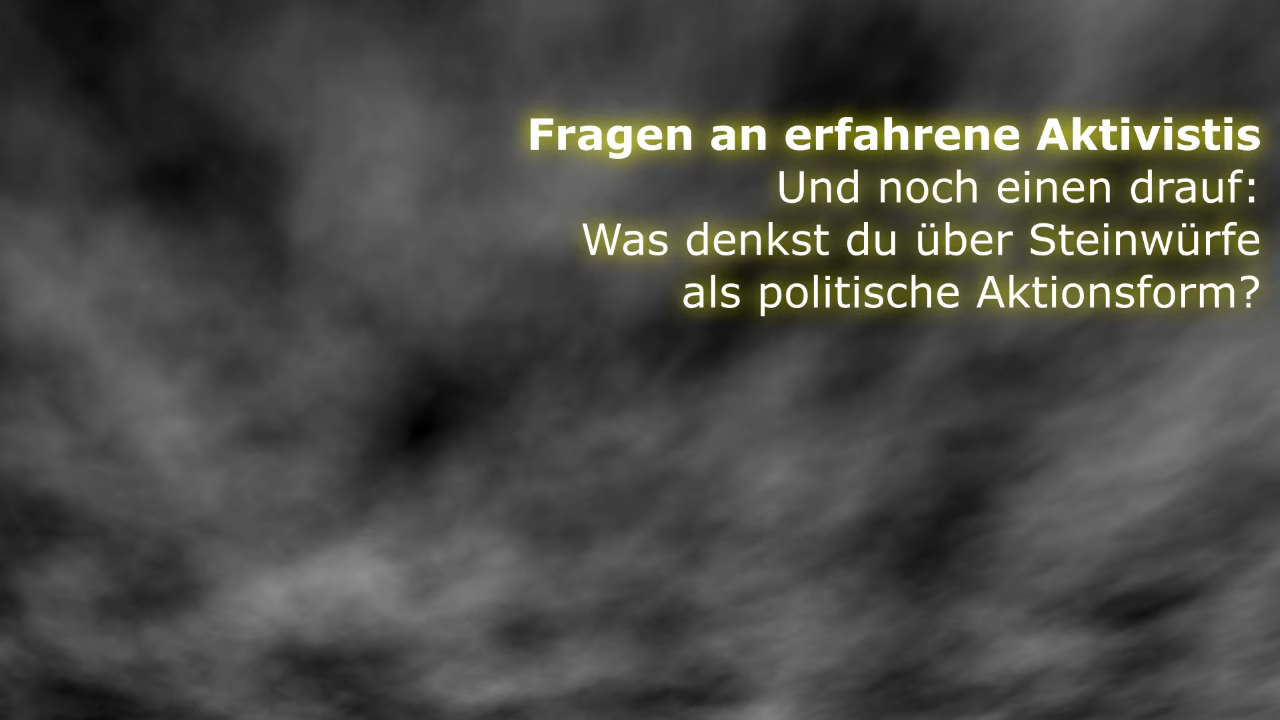 Fragen an erfahrene Aktivistis
Und noch einen drauf:
Was denkst du über Steinwürfe
als politische Aktionsform?